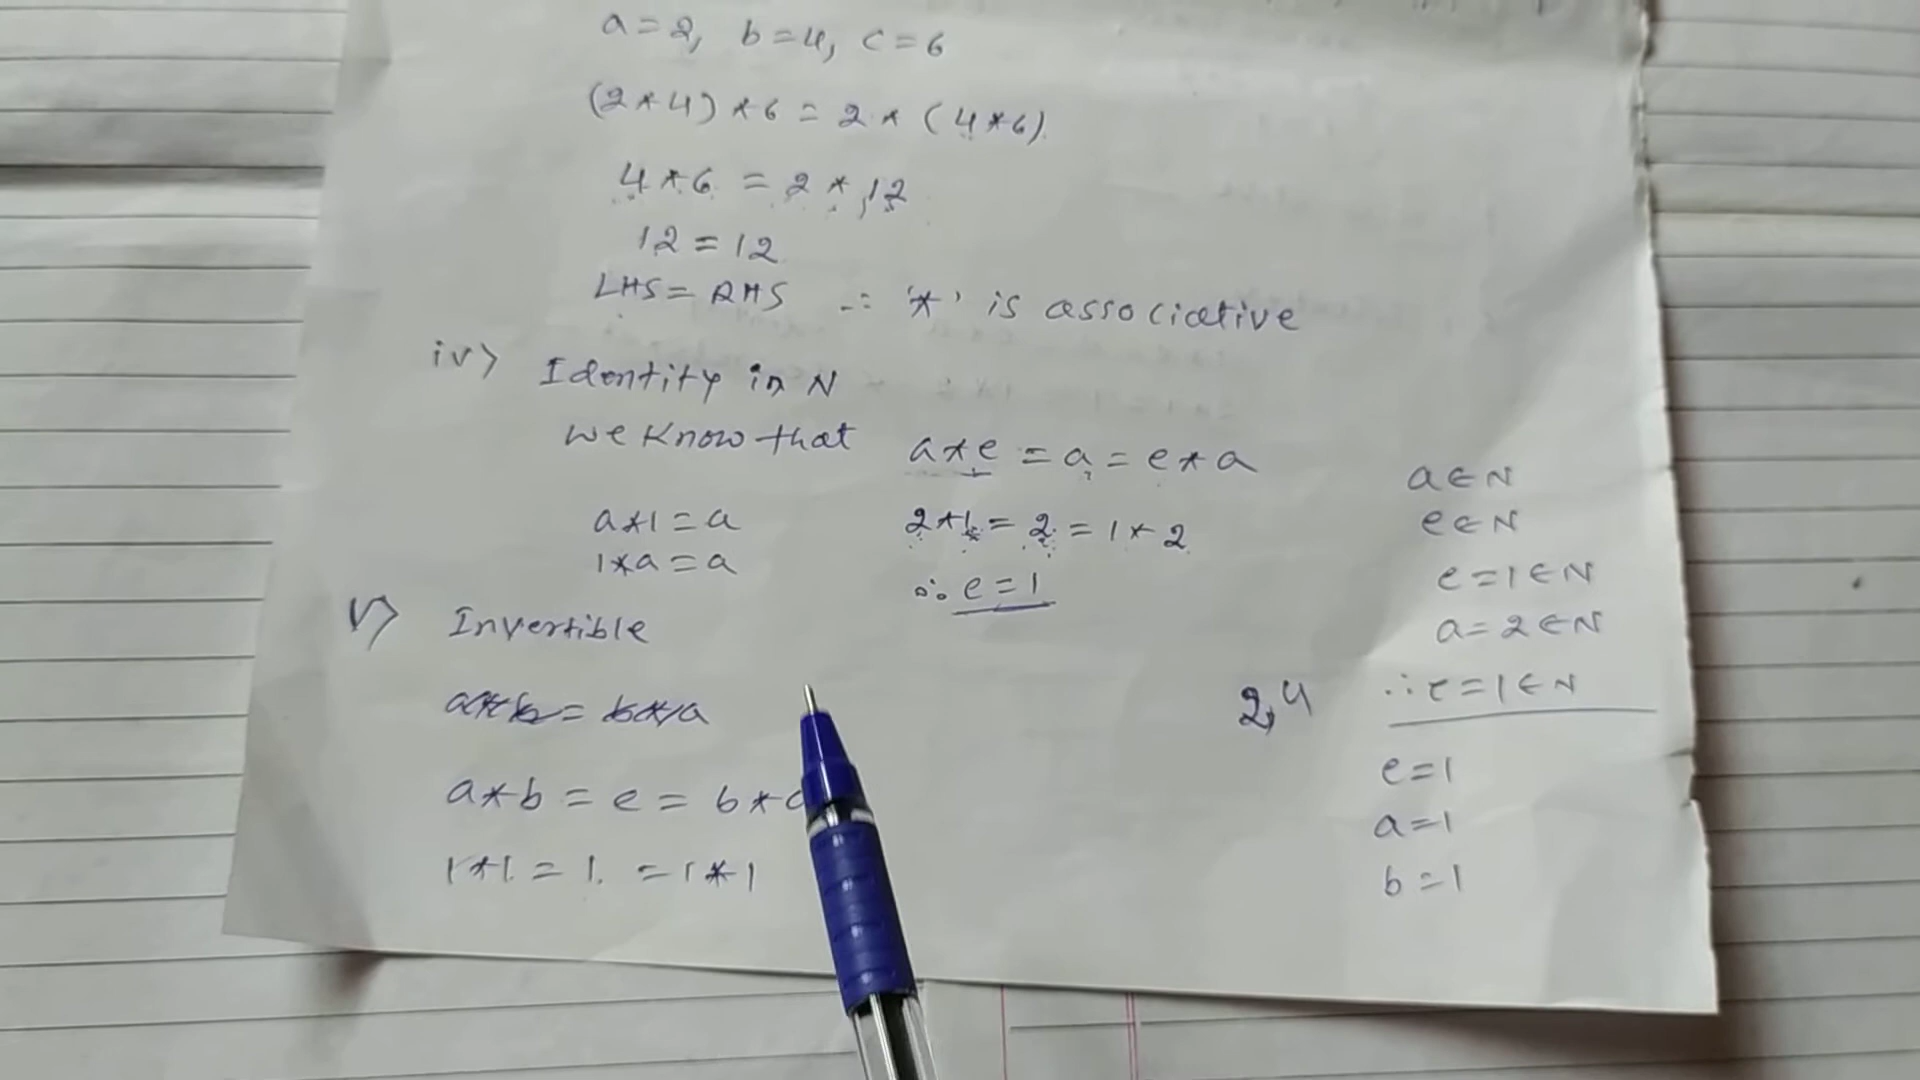 a=2, b=4, c=6
(2*4)*6=2*(4*6)
4*6=2*12
12=12
LHS=RHS ∴ '*' is associative
iv> Identity in N
we know that a*e=a=e*a
a∈N
a*1=a 2*1=2=1*2
e∈N
1*a=a ∴ e=1
e=1∈N
v> Invertible
a=2∈N
∴ e=1∈N
2,4
a*b=b*a
a*b=e=b*
e=1
a=1
1*1=1.=1*1
b=1